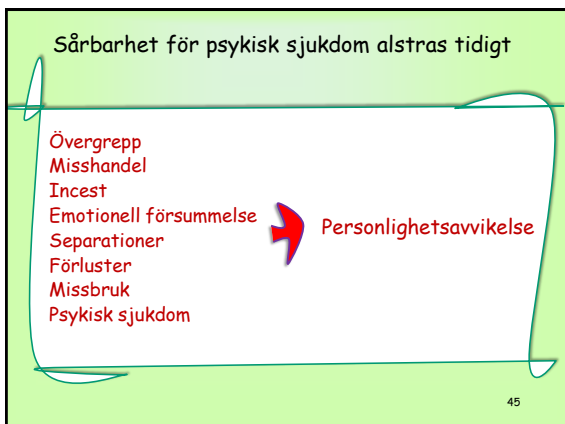 Sårbarhet för psykisk sjukdom alstras tidigt
Övergrepp
Misshandel
Incest
Emotionell försummelse
Separationer
Förluster
Missbruk
Psykisk sjukdom
Personlighetsavvikelse
45